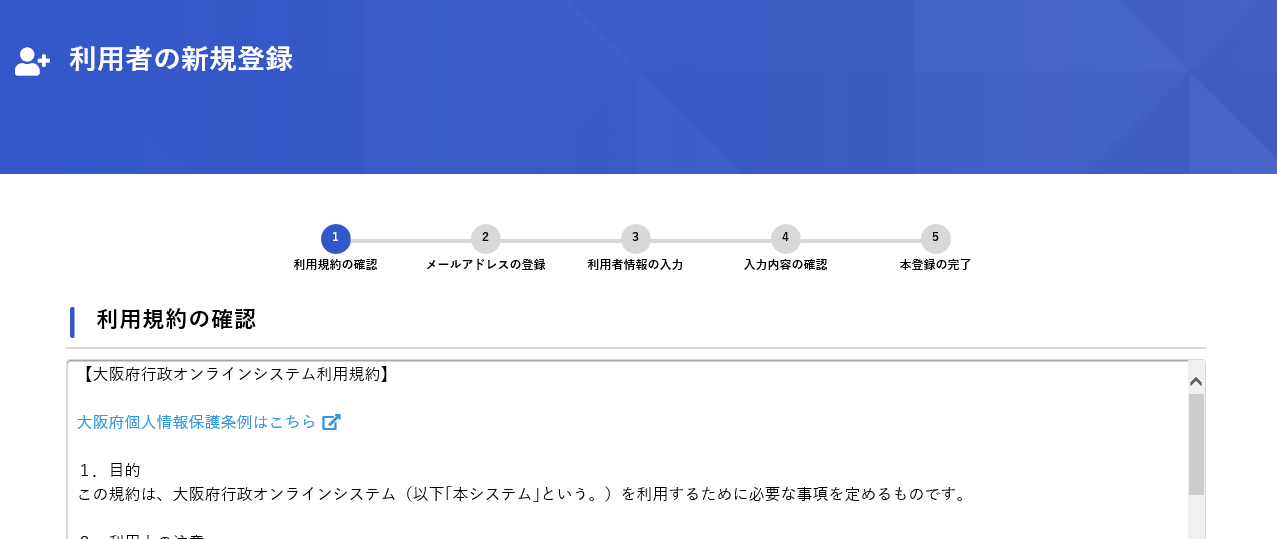 利用者の新規登録
1 2 3 4 5
利用規約の確認 メールアドレスの登録 利用者情報の入力 入力内容の確認 本登録の完了
利用規約の確認
【大阪府行政オンラインシステム利用規約】
大阪府個人情報保護条例はこちら
１．目的
この規約は、大阪府行政オンラインシステム（以下｢本システム｣という。）を利用するために必要な事項を定めるものです。